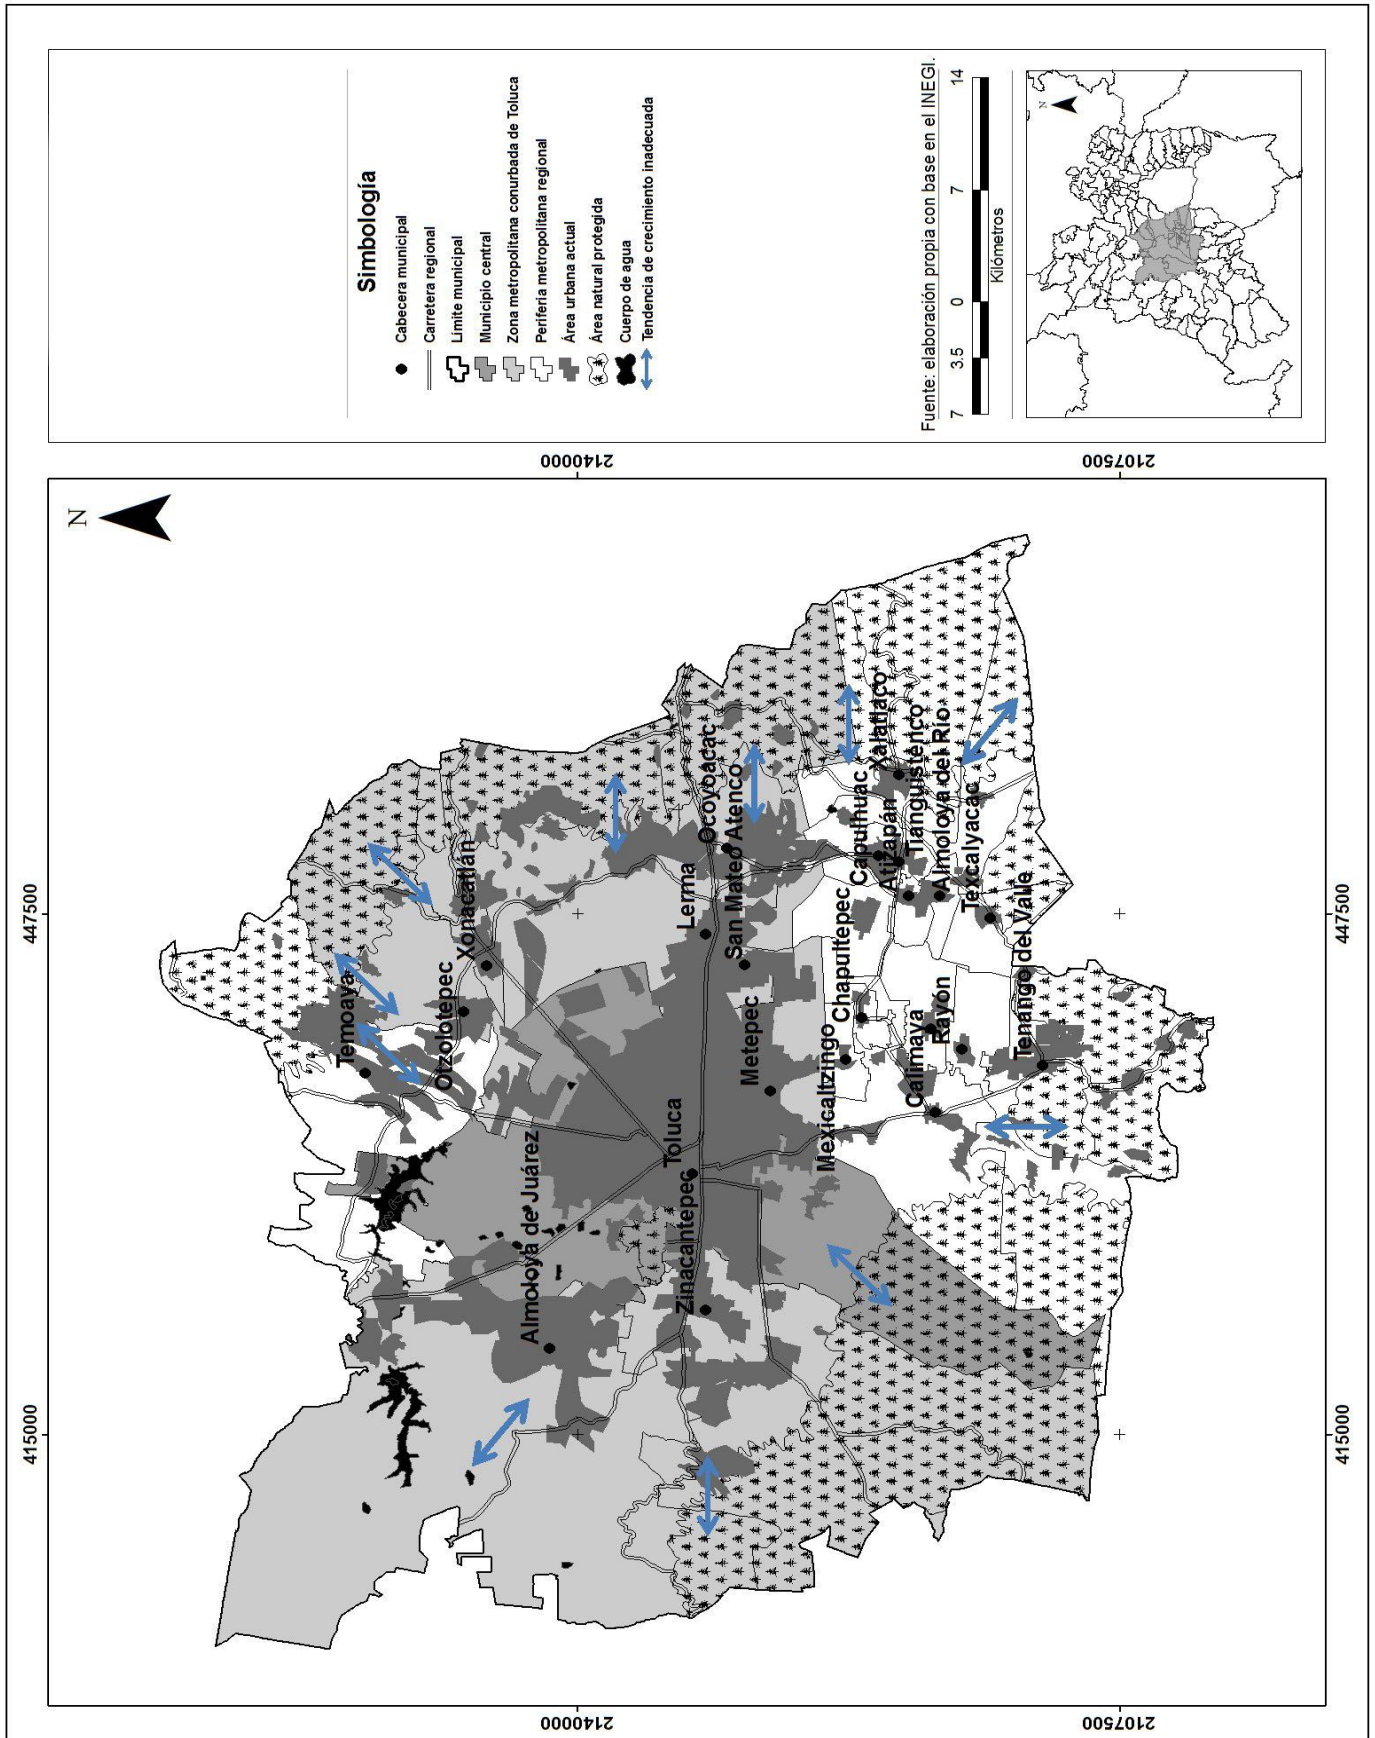 N
415000
447500
2140000
2107500
Temoaya
Otzolotepec
Xonacatlán
Almoloya de Juárez
Toluca
Zinacantepec
Lerma
Ocoyoacac
San Mateo Atenco
Metepec
Mexicaltzingo
Chapultepec
Capulhuac
Xalatlaco
Atizapán
Tianguistenco
Almoloya del Río
Texcalyacac
Calimaya
Rayón
Tenango del Valle
2140000
2107500
415000
447500
Simbología
Cabecera municipal
Carretera regional
Límite municipal
Municipio central
Zona metropolitana conurbada de Toluca
Periferia metropolitana regional
Área urbana actual
Área natural protegida
Cuerpo de agua
Tendencia de crecimiento inadecuada
Fuente: elaboración propia con base en el INEGI.
7 3.5 0 7 14
Kilómetros
N